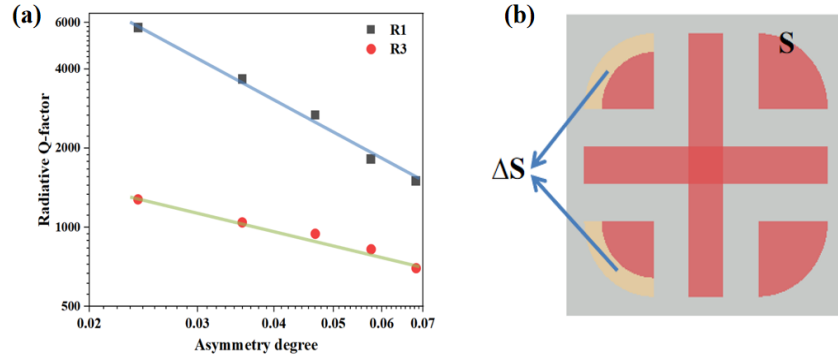 (a)
6000
4000
2000
1000
500
Radiative Q-factor
R1
R3
0.02
0.03
0.04
0.05
0.06
0.07
Asymmetry degree
(b)
S
ΔS